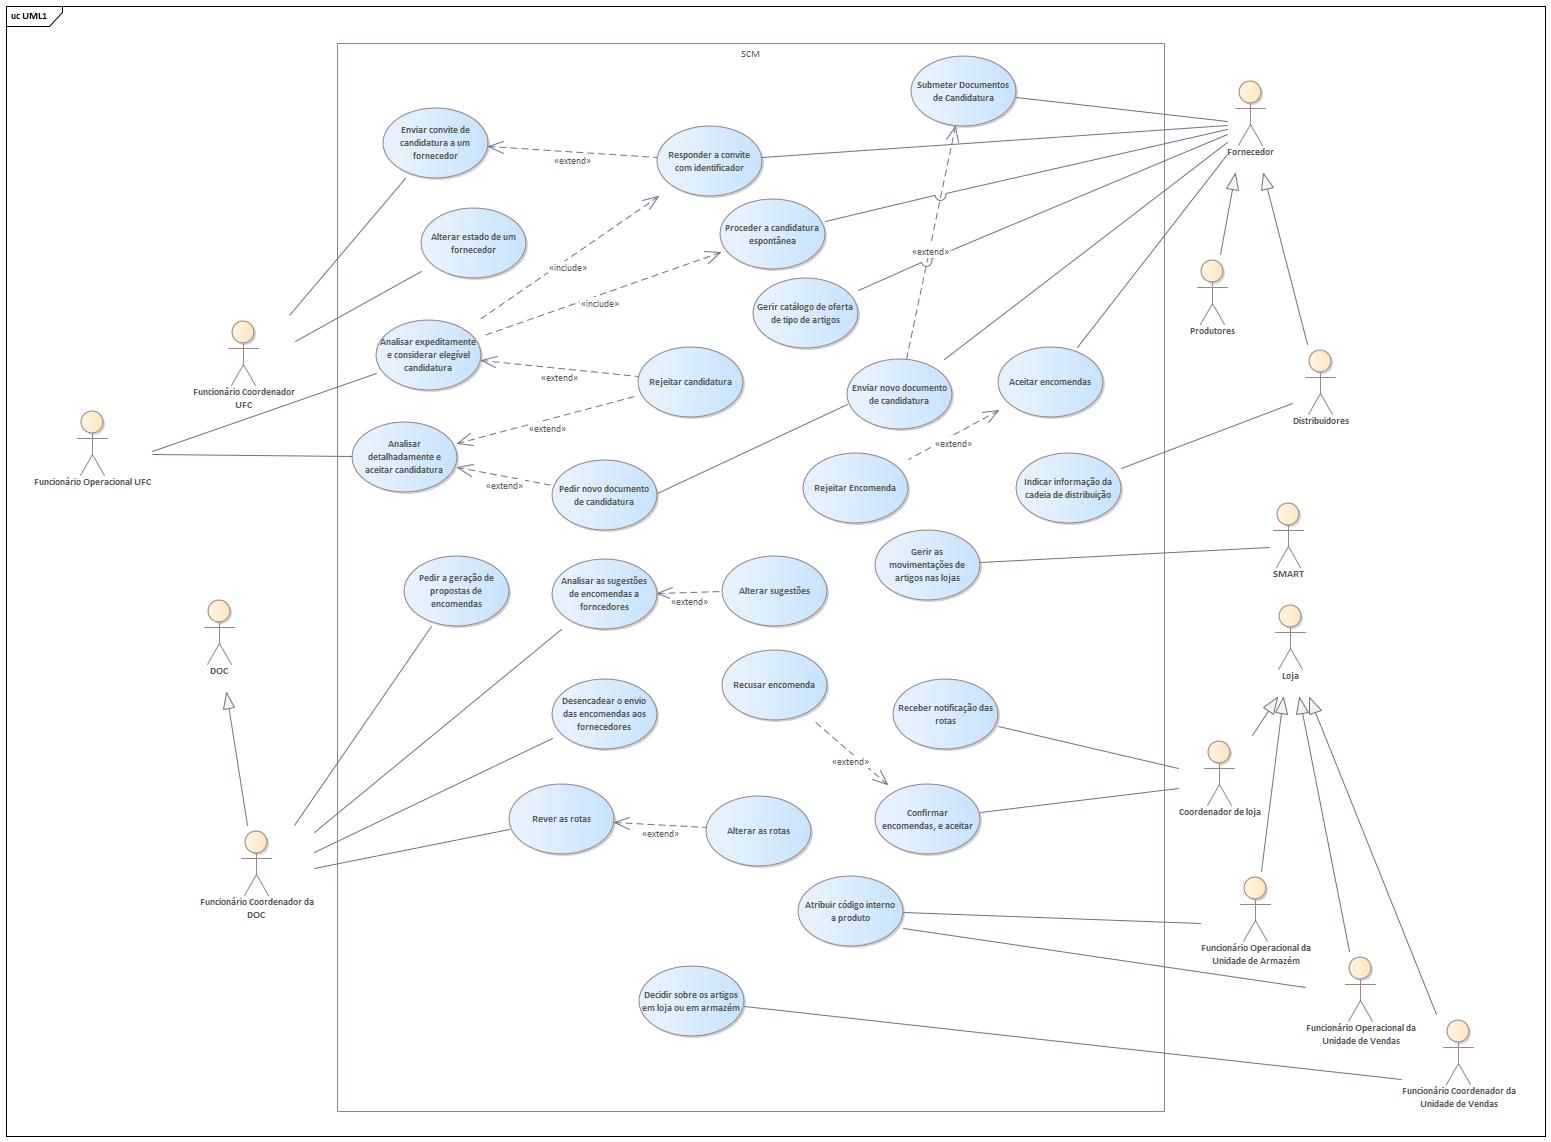 uc UML1
SCM
Submeter Documentos
de Candidatura
Enviar convite de
candidatura a um
fornecedor
«extend»
Responder a convite
com identificador
Fornecedor
Alterar estado de um
fornecedor
Proceder a candidatura
espontânea
«extend»
«include»
«include»
Gerir catálogo de oferta
de tipo de artigos
Produtores
Funcionário Coordenador
UFC
Analisar expeditamente
e considerar elegível
candidatura
«extend»
Rejeitar candidatura
Enviar novo documento
de candidatura
Aceitar encomendas
Distribuidores
«extend»
«extend»
Funcionário Operacional UFC
Analisar
detalhadamente e
aceitar candidatura
«extend»
Pedir novo documento
de candidatura
Rejeitar Encomenda
Indicar informação da
cadeia de distribuição
Gerir as
movimentações de
artigos nas lojas
SMART
Pedir a geração de
propostas de
encomendas
Analisar as sugestões
de encomendas a
forncedores
«extend»
Alterar sugestões
DOC
Loja
Recusar encomenda
Desencadear o envio
das encomendas aos
fornecedores
Receber notificação das
rotas
«extend»
Coordenador de loja
Rever as rotas
«extend»
Alterar as rotas
Confirmar
encomendas, e aceitar
Funcionário Coordenador da
DOC
Atribuir código interno
a produto
Funcionário Operacional da
Unidade de Armazém
Decidir sobre os artigos
em loja ou em armazém
Funcionário Operacional da
Unidade de Vendas
Funcionário Coordenador da
Unidade de Vendas